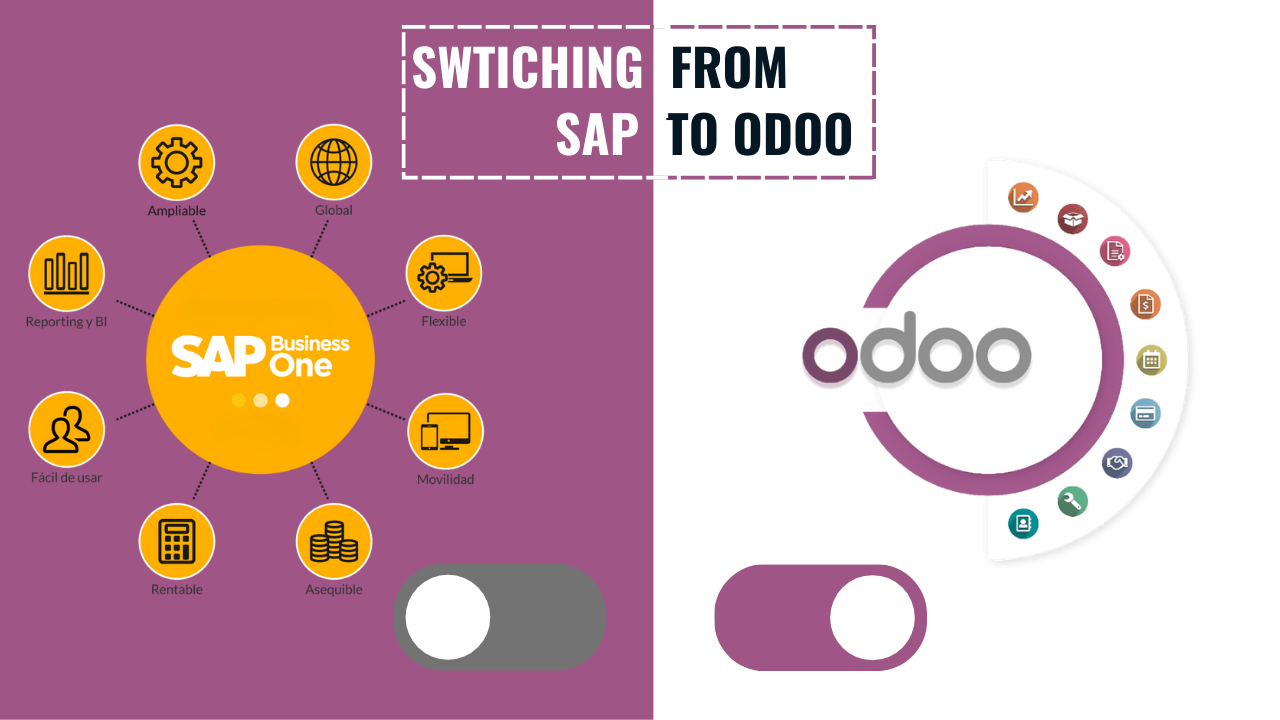 SWTICHING FROM
SAP TO ODOO
Ampliable
Global
Reporting y BI
Flexible
SAP Business One
odoo
Fácil de usar
Movilidad
Rentable
Asequible